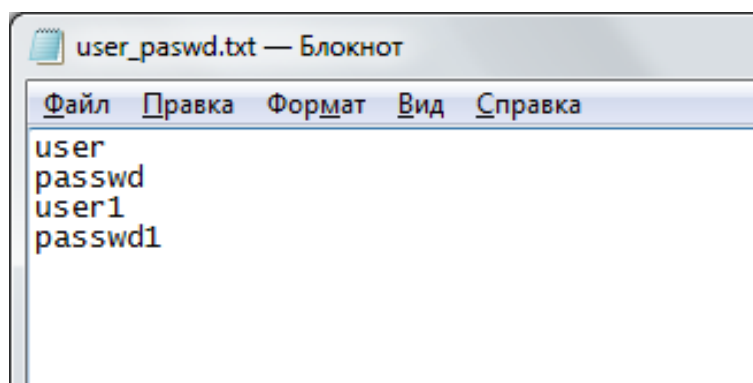 user_paswd.txt — Блокнот
Файл Правка Формат Вид Справка
user
passwd
user1
passwd1